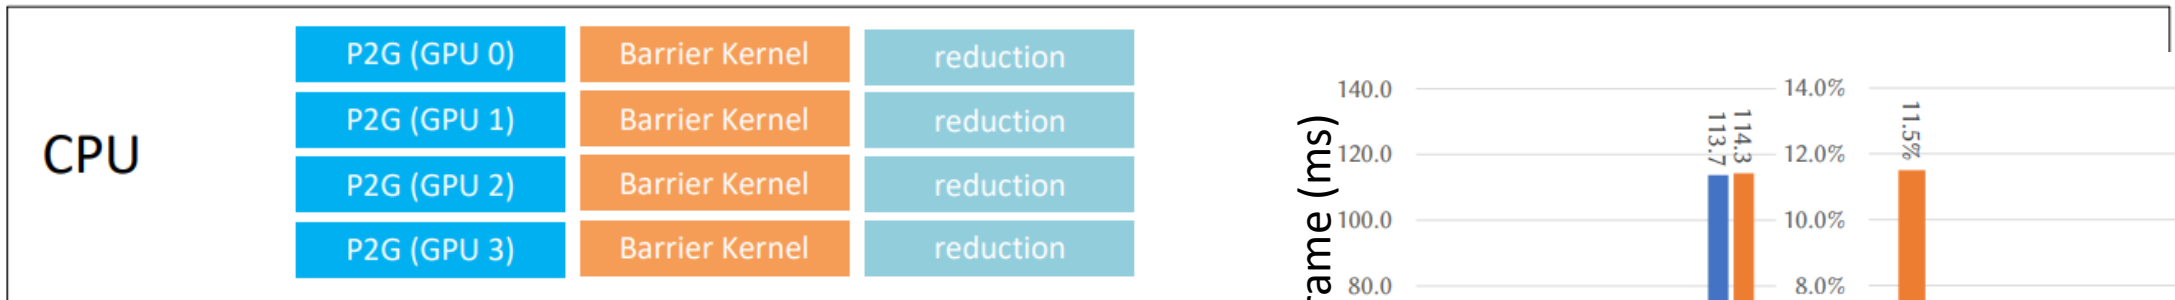 CPU
P2G (GPU 0) Barrier Kernel reduction
P2G (GPU 1) Barrier Kernel reduction
P2G (GPU 2) Barrier Kernel reduction
P2G (GPU 3) Barrier Kernel reduction
rame (ms)
140.0
120.0
100.0
80.0
113.7
114.3
14.0%
12.0%
10.0%
8.0%
11.5%